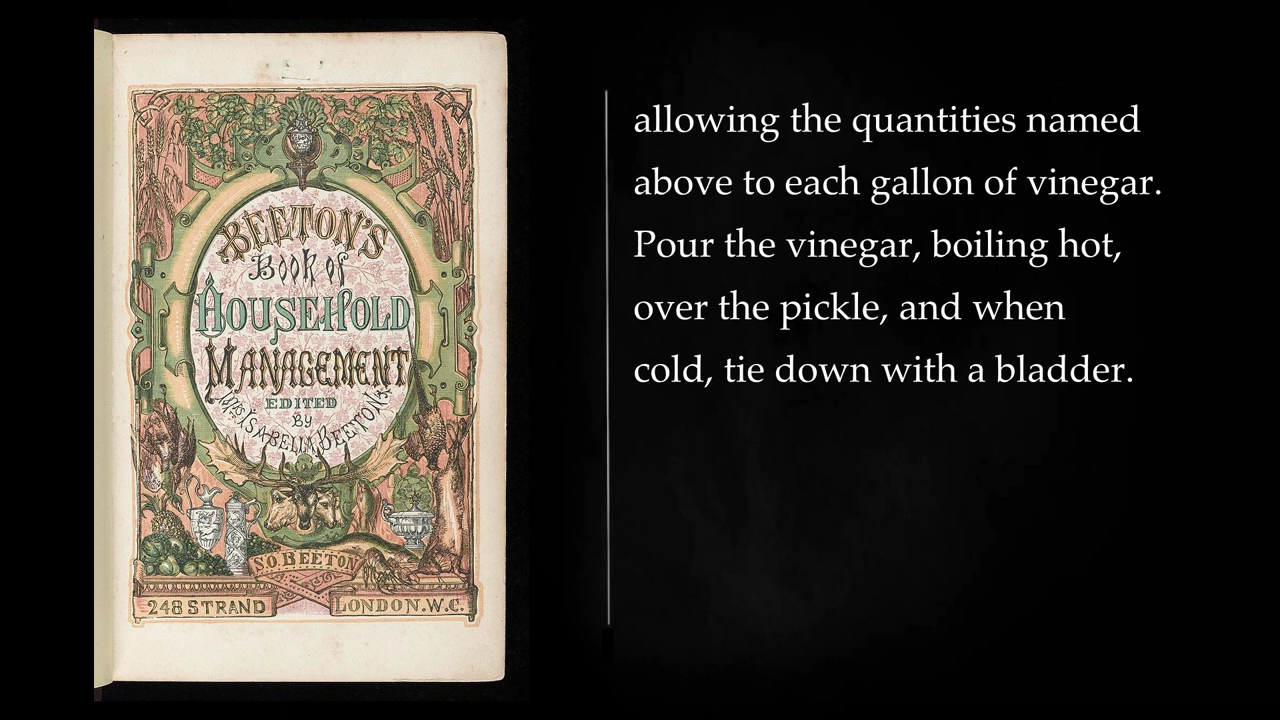 BEETON'S
Book of
HOUSEHOLD
MANAGEMENT
EDITED
By
MRS ISABELLA BEETON.
S.O. BEETON
248 STRAND
LONDON.W.C.
allowing the quantities named
above to each gallon of vinegar.
Pour the vinegar, boiling hot,
over the pickle, and when
cold, tie down with a bladder.